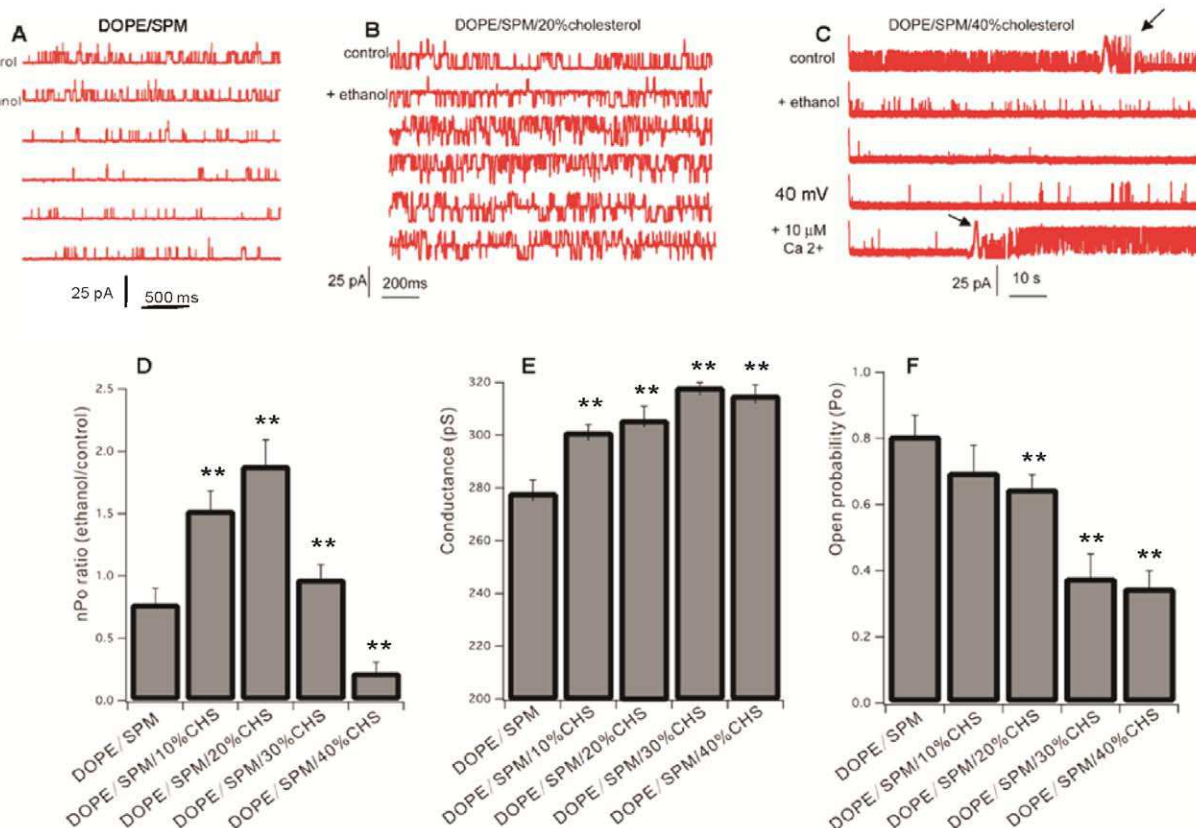 A
DOPE/SPM
rol
anol
25 pA
500 ms
B
DOPE/SPM/20%cholesterol
control
+ ethanol
25 pA
200ms
C
DOPE/SPM/40%cholesterol
control
+ ethanol
40 mV
+ 10 µM
Ca 2+
25 pA
10 s
D
nPo ratio (ethanol/control)
2.5
2.0
1.5
1.0
0.5
0.0
**
**
**
**
DOPE/SPM
DOPE/SPM/10%CHS
DOPE/SPM/20%CHS
DOPE/SPM/30%CHS
DOPE/SPM/40%CHS
E
Conductance (pS)
320
300
280
260
240
220
200
**
**
**
**
DOPE/SPM
DOPE/SPM/10%CHS
DOPE/SPM/20%CHS
DOPE/SPM/30%CHS
DOPE/SPM/40%CHS
F
Open probability (Po)
0.8
0.6
0.4
0.2
0.0
**
**
**
DOPE/SPM
DOPE/SPM/10%CHS
DOPE/SPM/20%CHS
DOPE/SPM/30%CHS
DOPE/SPM/40%CHS